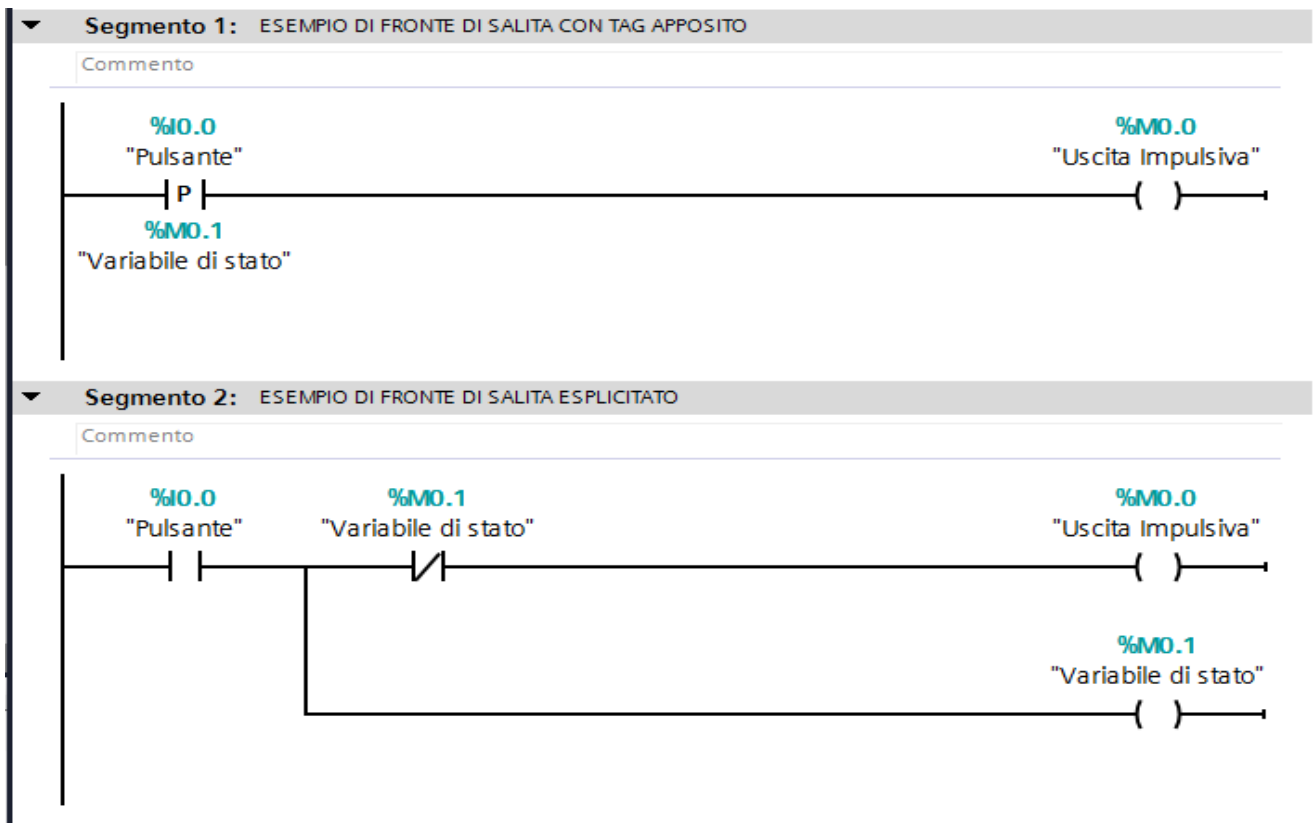 Segmento 1: ESEMPIO DI FRONTE DI SALITA CON TAG APPOSITO
Commento
%I0.0 %M0.0
"Pulsante" "Uscita Impulsiva"
P
%M0.1
"Variabile di stato"
Segmento 2: ESEMPIO DI FRONTE DI SALITA ESPLICITATO
Commento
%I0.0 %M0.1 %M0.0
"Pulsante" "Variabile di stato" "Uscita Impulsiva"
%M0.1
"Variabile di stato"